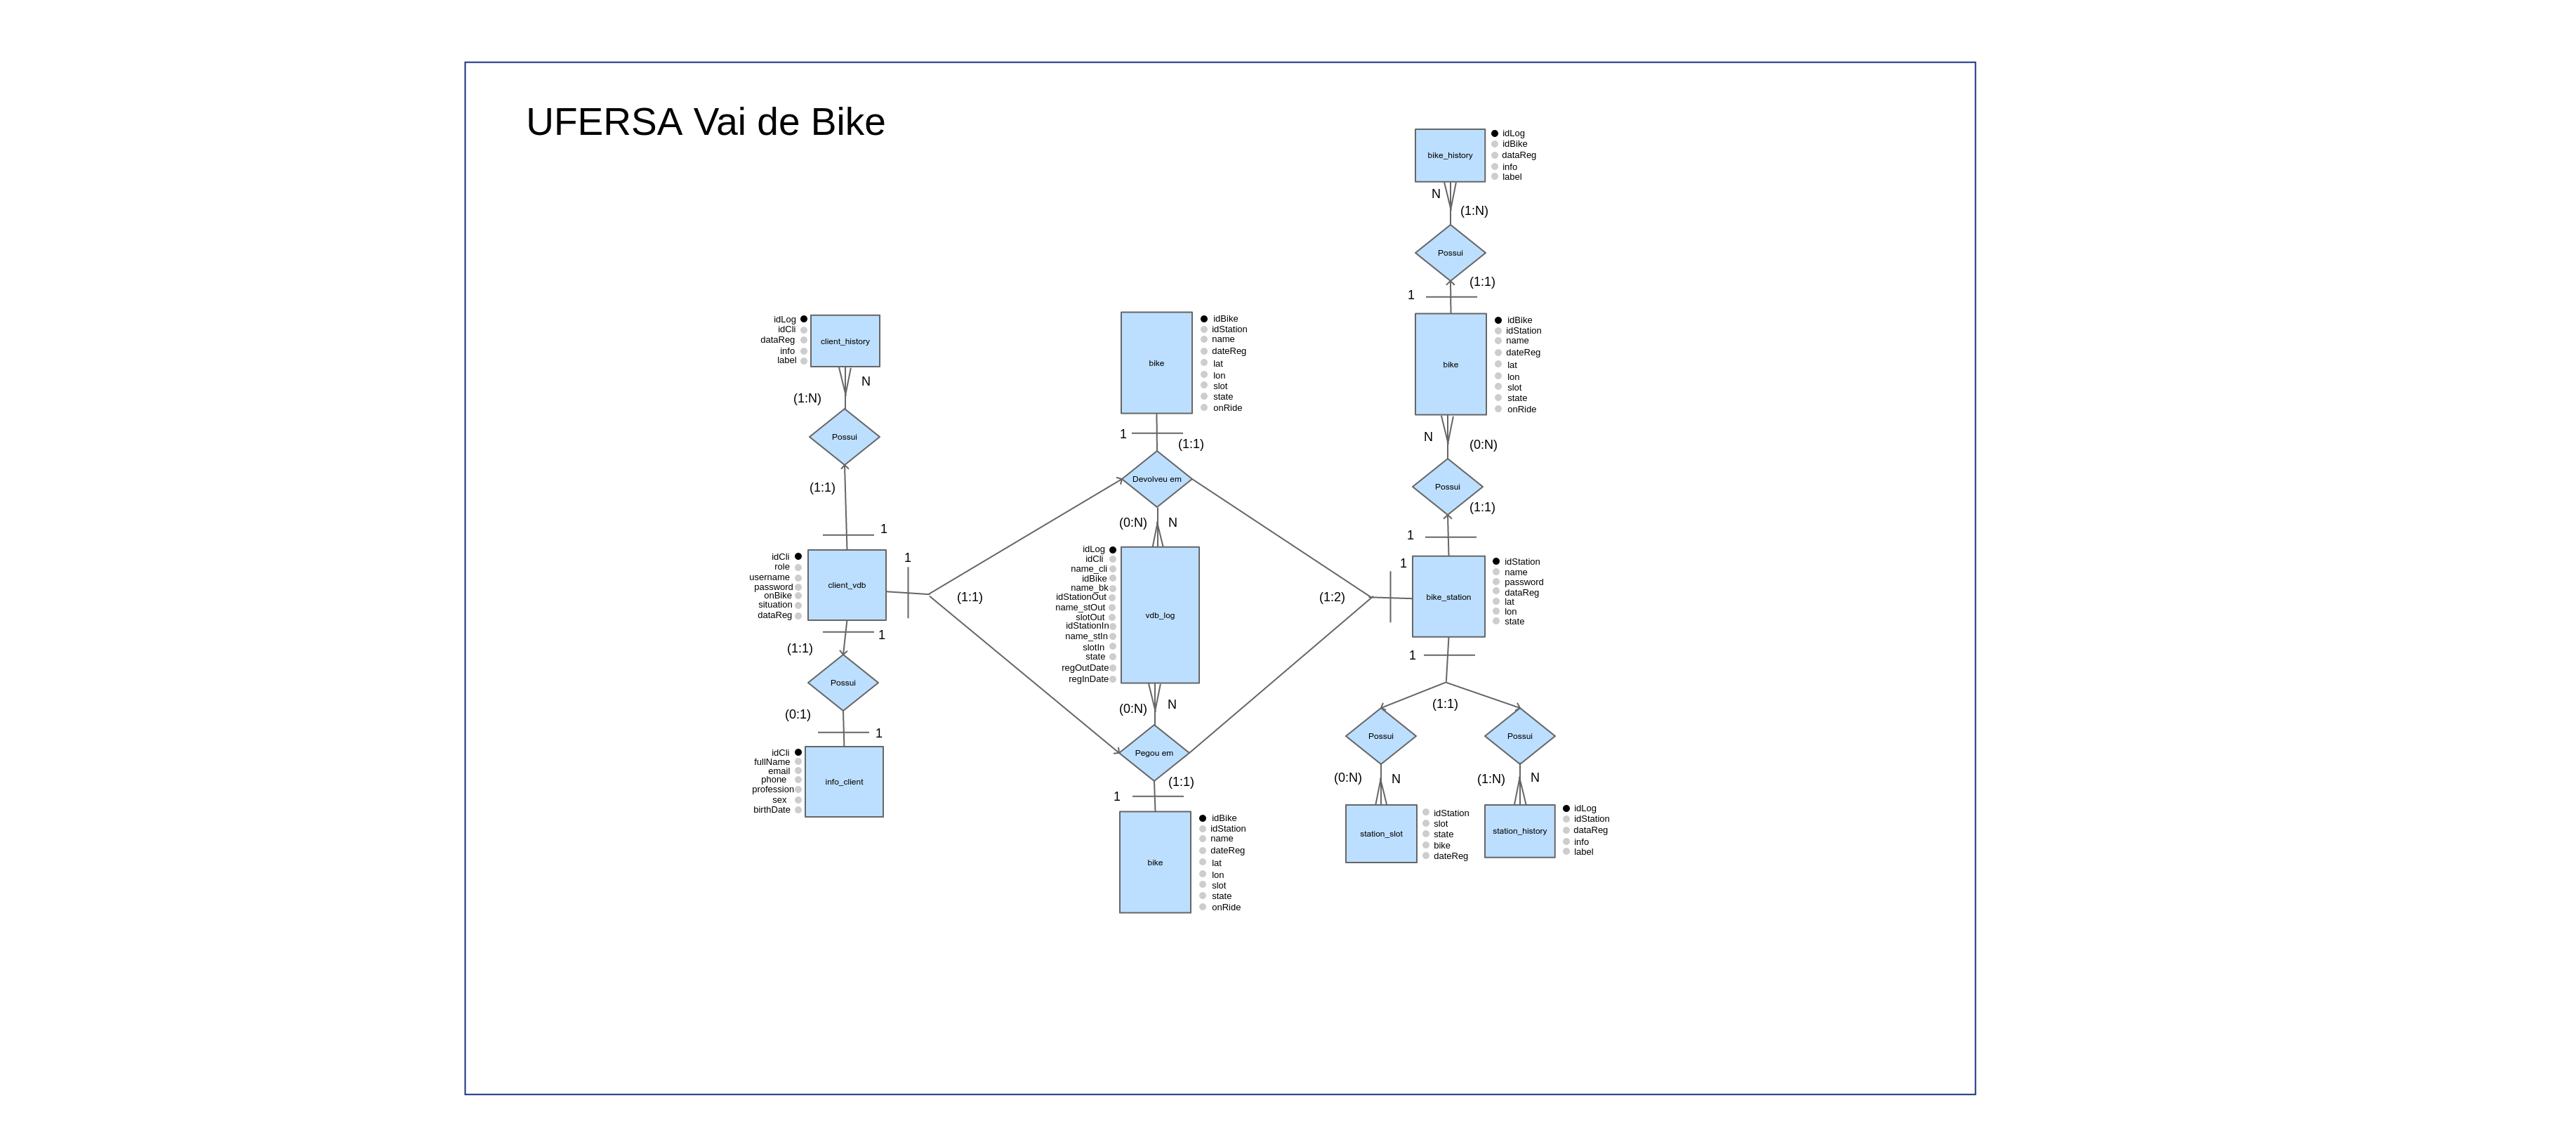 UFERSA Vai de Bike
bike_history
idLog
idBike
dataReg
info
label
N
(1:N)
Possui
(1:1)
1
bike
idBike
idStation
name
dateReg
lat
lon
slot
state
onRide
N
(0:N)
Possui
(1:1)
1
idLog
idCli
dataReg
info
label
client_history
N
(1:N)
Possui
(1:1)
1
bike
idBike
idStation
name
dateReg
lat
lon
slot
state
onRide
1
(1:1)
Devolveu em
(0:N)
N
idCli
role
username
password
onBike
situation
dataReg
client_vdb
1
(1:1)
idLog
idCli
name_cli
idBike
name_bk
idStationOut
name_stOut
slotOut
idStationIn
name_stIn
slotIn
state
regOutDate
regInDate
vdb_log
(1:2)
1
bike_station
idStation
name
password
dataReg
lat
lon
state
1
(1:1)
Possui
(0:1)
1
idCli
fullName
email
phone
profession
sex
birthDate
info_client
(0:N)
N
Pegou em
(1:1)
1
bike
idBike
idStation
name
dateReg
lat
lon
slot
state
onRide
1
(1:1)
Possui
Possui
(0:N)
N
(1:N)
N
station_slot
idStation
slot
state
bike
dateReg
station_history
idLog
idStation
dataReg
info
label